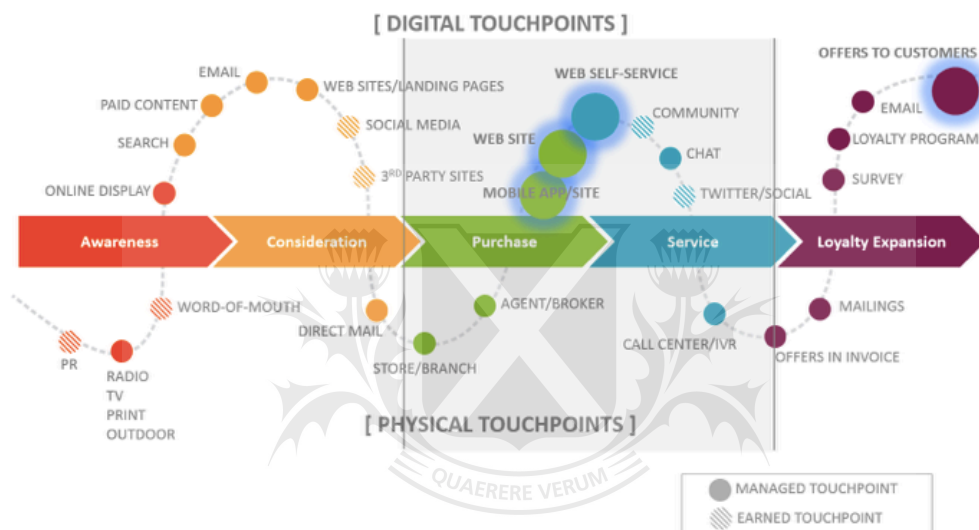 [ DIGITAL TOUCHPOINTS ]
OFFERS TO CUSTOMERS
EMAIL
WEB SELF-SERVICE
WEB SITES/LANDING PAGES
PAID CONTENT
EMAIL
COMMUNITY
SOCIAL MEDIA
WEB SITE
LOYALTY PROGRAM
SEARCH
CHAT
3RD PARTY SITES
SURVEY
ONLINE DISPLAY
MOBILE APP/SITE
TWITTER/SOCIAL
Awareness
Consideration
Purchase
Service
Loyalty Expansion
WORD-OF-MOUTH
AGENT/BROKER
MAILINGS
DIRECT MAIL
CALL CENTER/IVR
OFFERS IN INVOICE
PR
STORE/BRANCH
RADIO
TV
PRINT
OUTDOOR
[ PHYSICAL TOUCHPOINTS ]
QUAERERE VERUM
MANAGED TOUCHPOINT
EARNED TOUCHPOINT